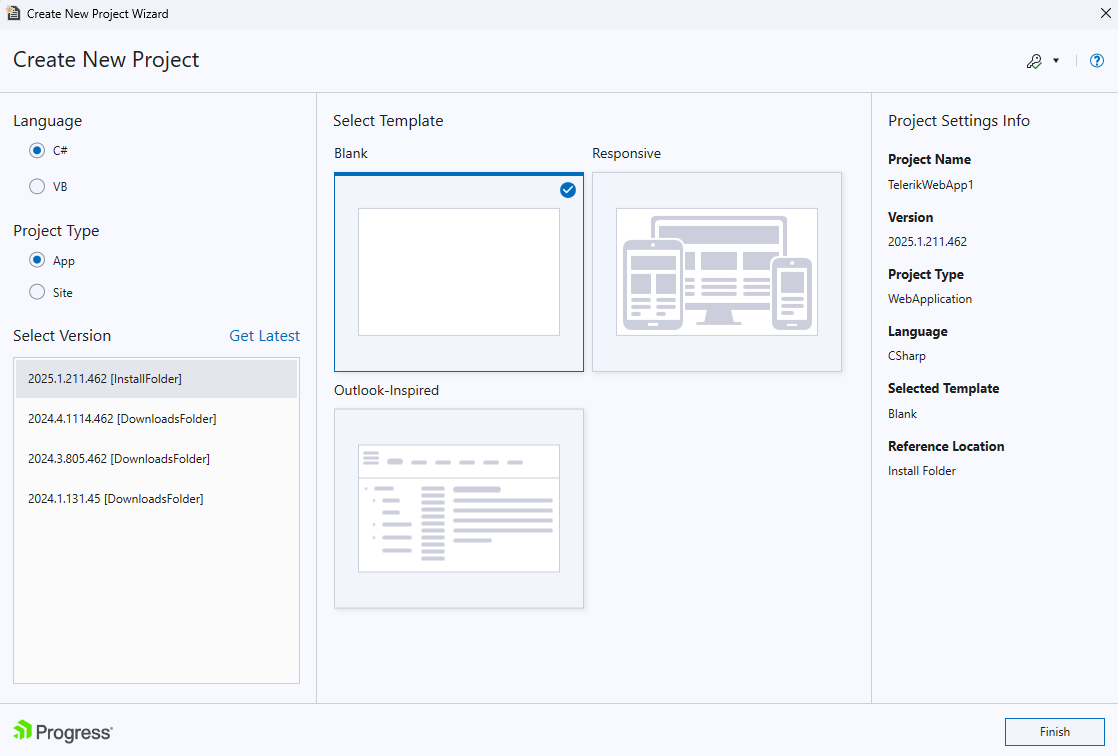 Create New Project Wizard
Create New Project
Language
C#
VB
Project Type
App
Site
Select Version Get Latest
2025.1.211.462 [InstallFolder]
2024.4.1114.462 [DownloadsFolder]
2024.3.805.462 [DownloadsFolder]
2024.1.131.45 [DownloadsFolder]
Select Template
Blank Responsive
Outlook-Inspired
Project Settings Info
Project Name
TelerikWebApp1
Version
2025.1.211.462
Project Type
WebApplication
Language
CSharp
Selected Template
Blank
Reference Location
Install Folder
Progress
Finish